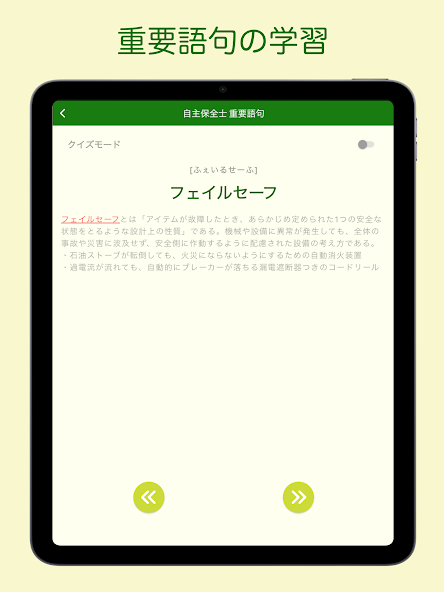 重要語句の学習
自主保全士 重要語句
クイズモード
[ふぇいるせーふ]
フェイルセーフ
フェイルセーフとは「アイテムが故障したとき、あらかじめ定められた1つの安全な
状態をとるような設計上の性質」である。機械や設備に異常が発生しても、全体の
事故や災害に波及せず、安全側に作動するように配慮された設備の考え方である。
・石油ストーブが転倒しても、火災にならないようにするための自動消火装置
・過電流が流れても、自動的にブレーカーが落ちる漏電遮断器つきのコードリール